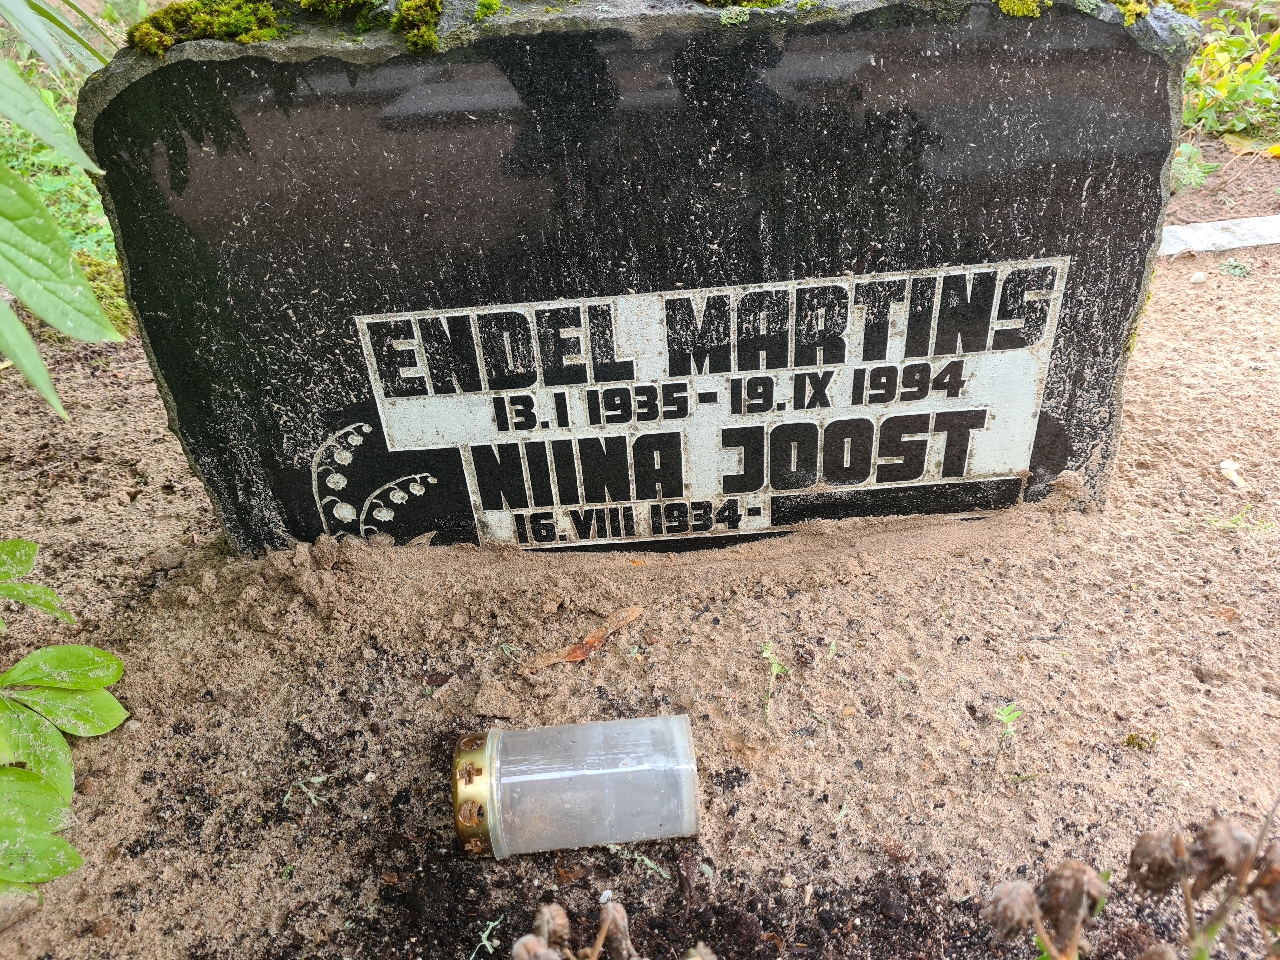 ENDEL MARTINS
13.I 1935 - 19.IX 1994
NIINA JOOST
16.VIII 1934 -